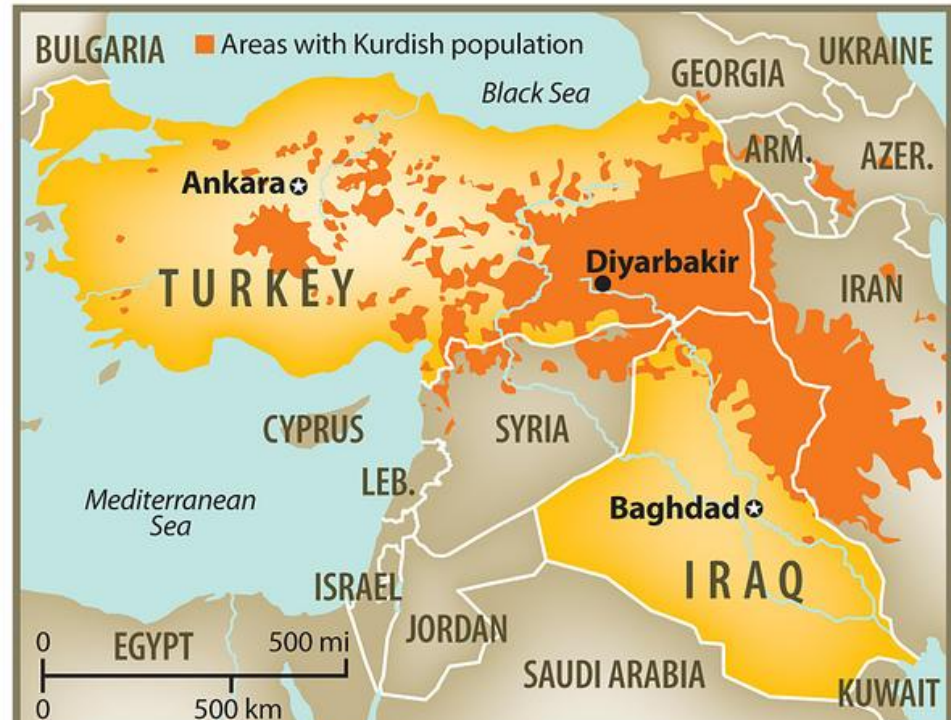 BULGARIA
Areas with Kurdish population
UKRAINE
GEORGIA
Black Sea
ARM.
AZER.
Ankara
Diyarbakir
TURKEY
IRAN
CYPRUS
SYRIA
LEB.
Mediterranean
Sea
Baghdad
IRAQ
ISRAEL
JORDAN
EGYPT
0 500 mi
SAUDI ARABIA
KUWAIT
0 500 km